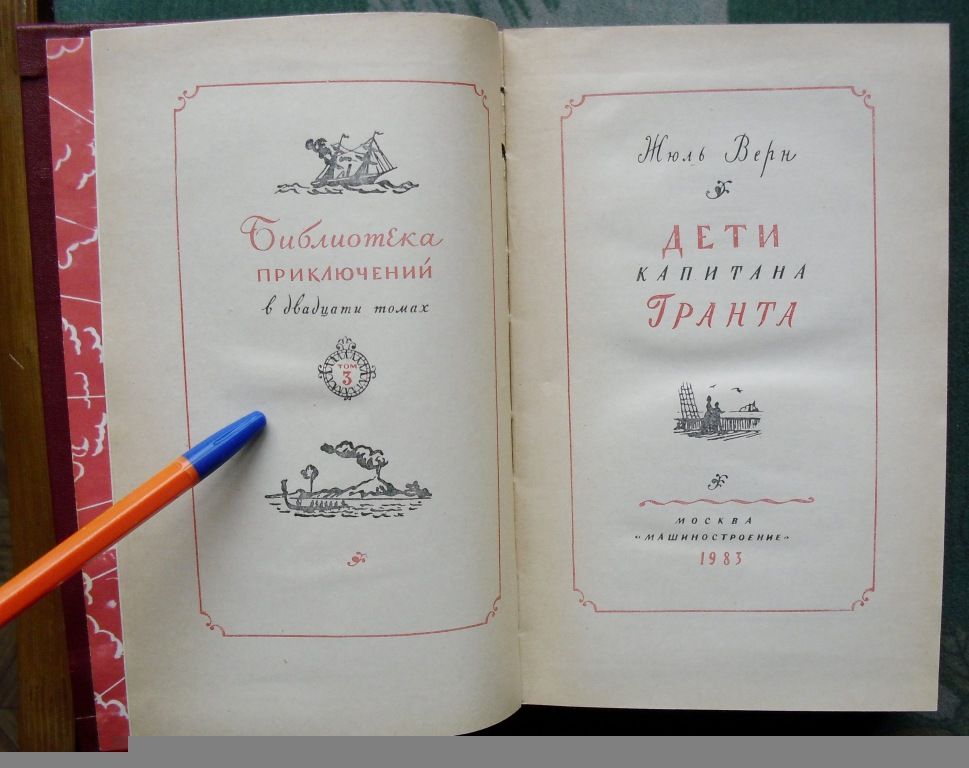 Библиотека
ПРИКЛЮЧЕНИЙ
в двадцати томах
ТОМ
3
Жюль Верн
ДЕТИ
КАПИТАНА
ГРАНТА
МОСКВА
«МАШИНОСТРОЕНИЕ»
1983